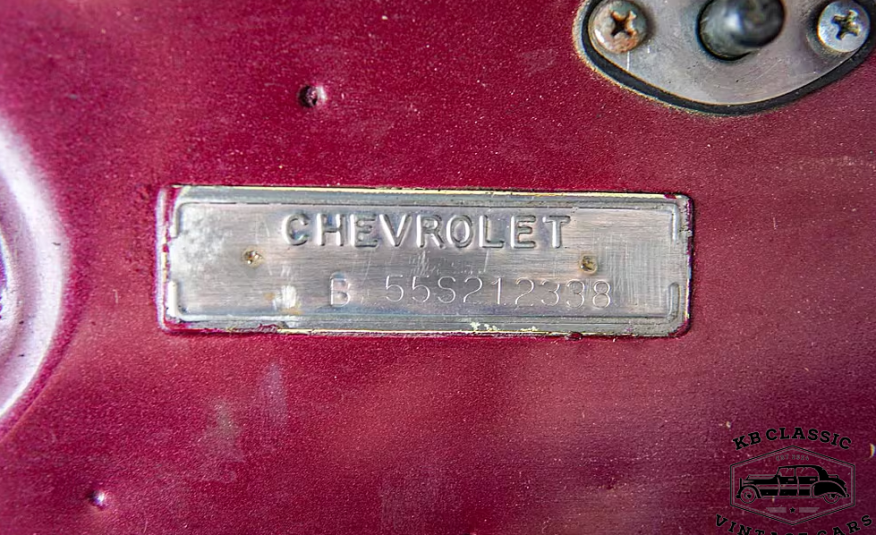 CHEVROLET
B 55S212338
KB CLASSIC
VINTAGE CARS